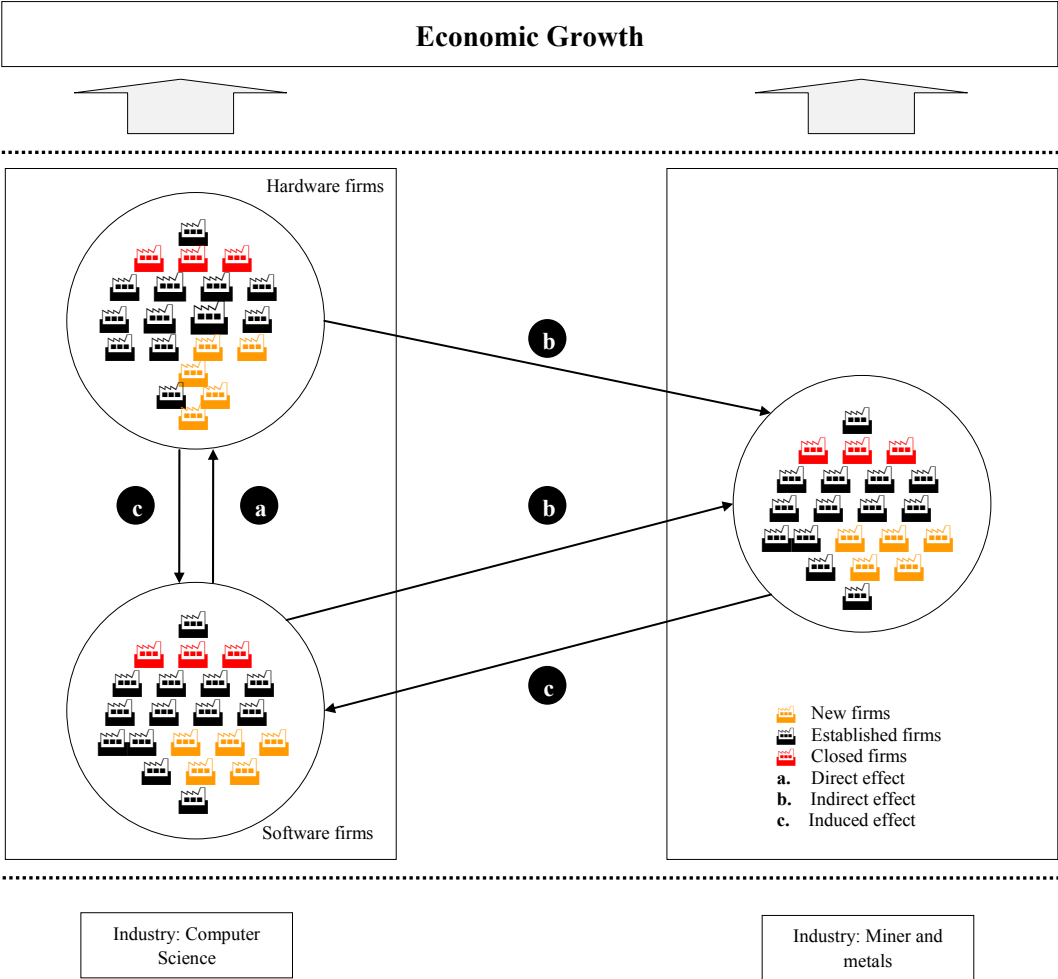 Economic Growth
Hardware firms
b
c
a
b
c
New firms
Established firms
Closed firms
a. Direct effect
b. Indirect effect
c. Induced effect
Software firms
Industry: Computer
Science
Industry: Miner and
metals